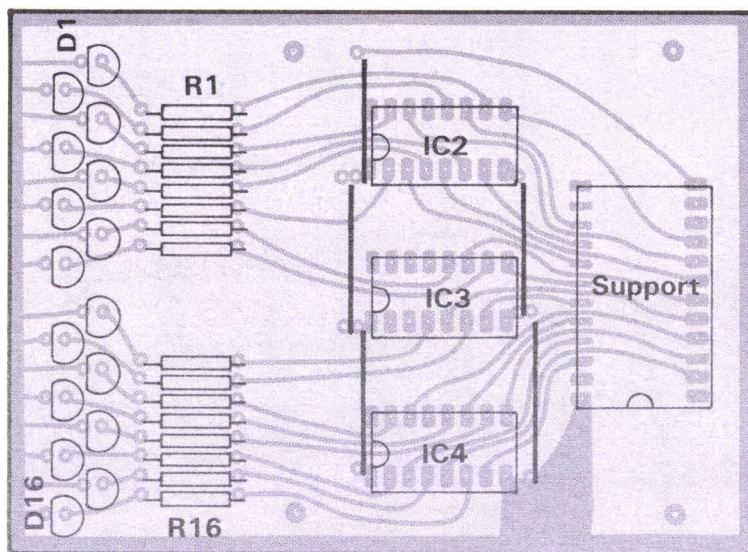 D1
R1
IC2
Support
IC3
IC4
D16
R16